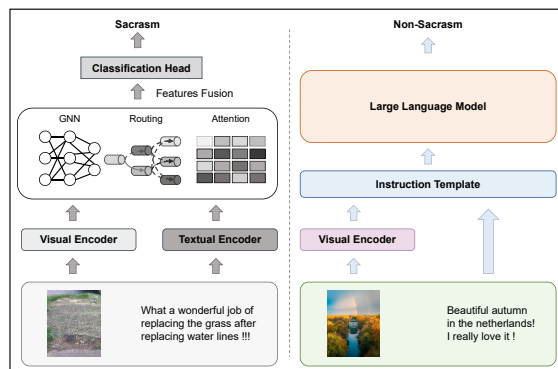 Sacrasm
Classification Head
Features Fusion
GNN Routing Attention
Visual Encoder Textual Encoder
What a wonderful job of
replacing the grass after
replacing water lines !!!
Non-Sacrasm
Large Language Model
Instruction Template
Visual Encoder
Beautiful autumn
in the netherlands!
I really love it !